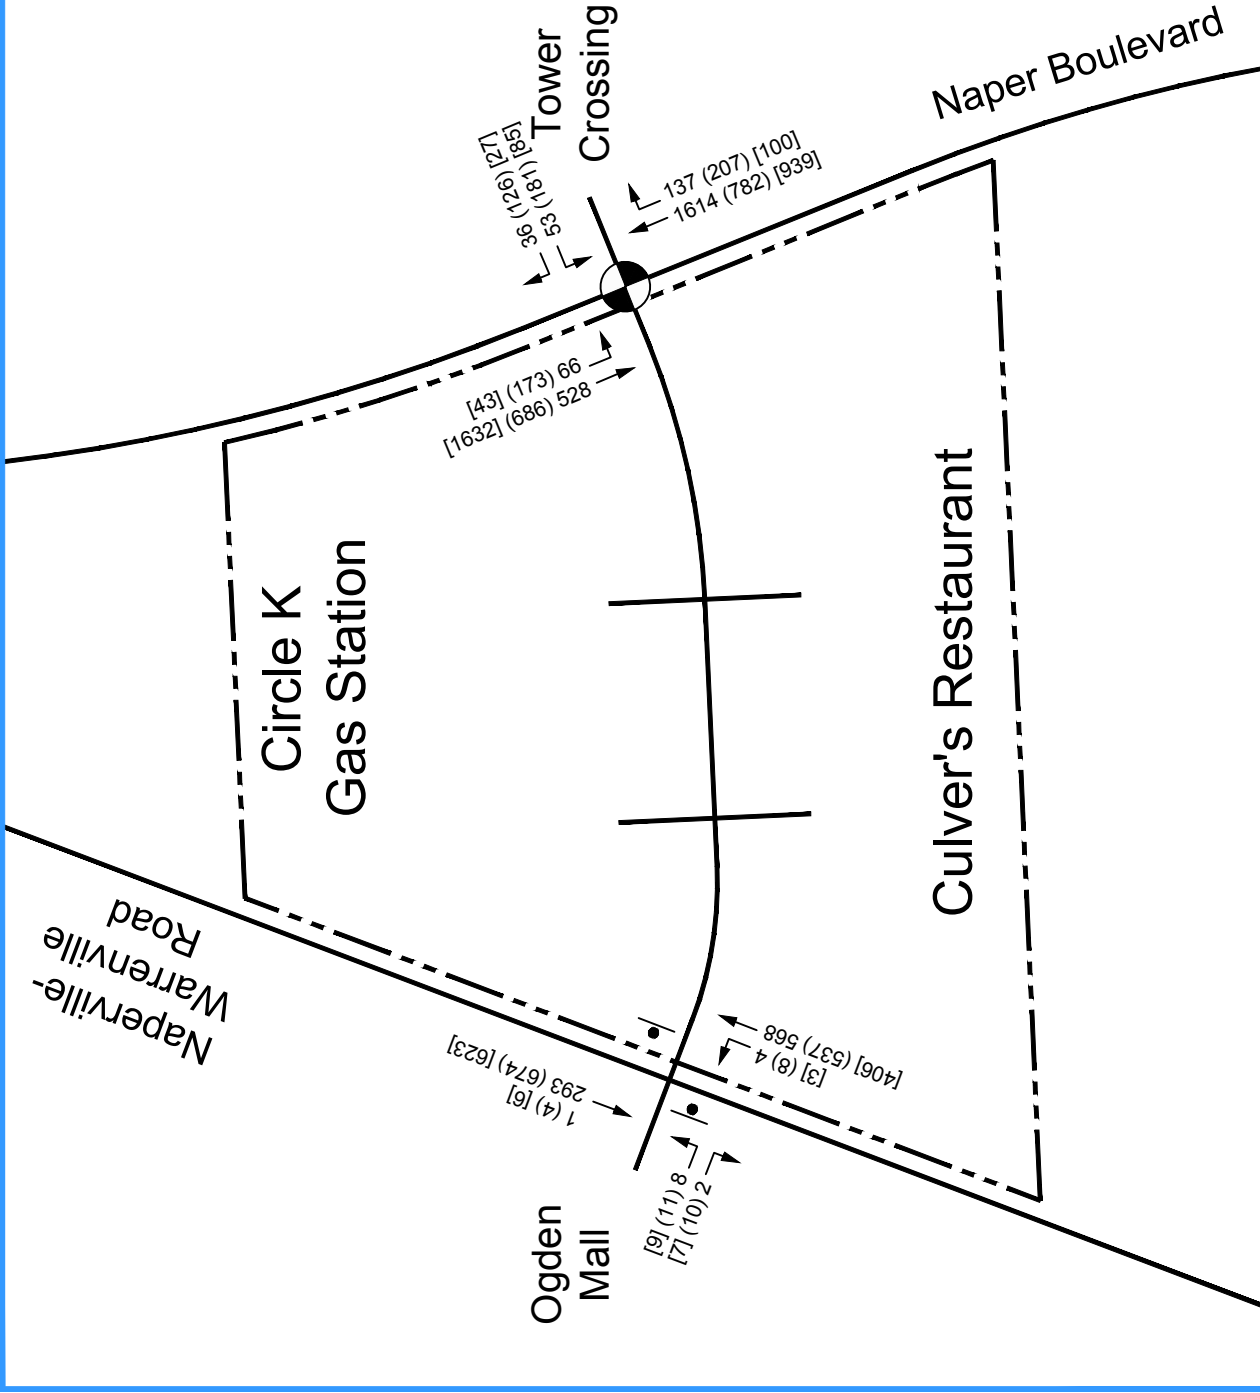 Naper Boulevard
Tower
Crossing
36 (126) [27]
53 (181) [85]
137 (207) [100]
1614 (782) [939]
[43] (173) 66
[1632] (686) 528
Circle K
Gas Station
Culver's Restaurant
Naperville-
Warrenville
Road
1 (4) [6]
293 (674) [623]
[406] (537) 568
[3] (8) 4
[9] (11) 8
[7] (10) 2
Ogden
Mall